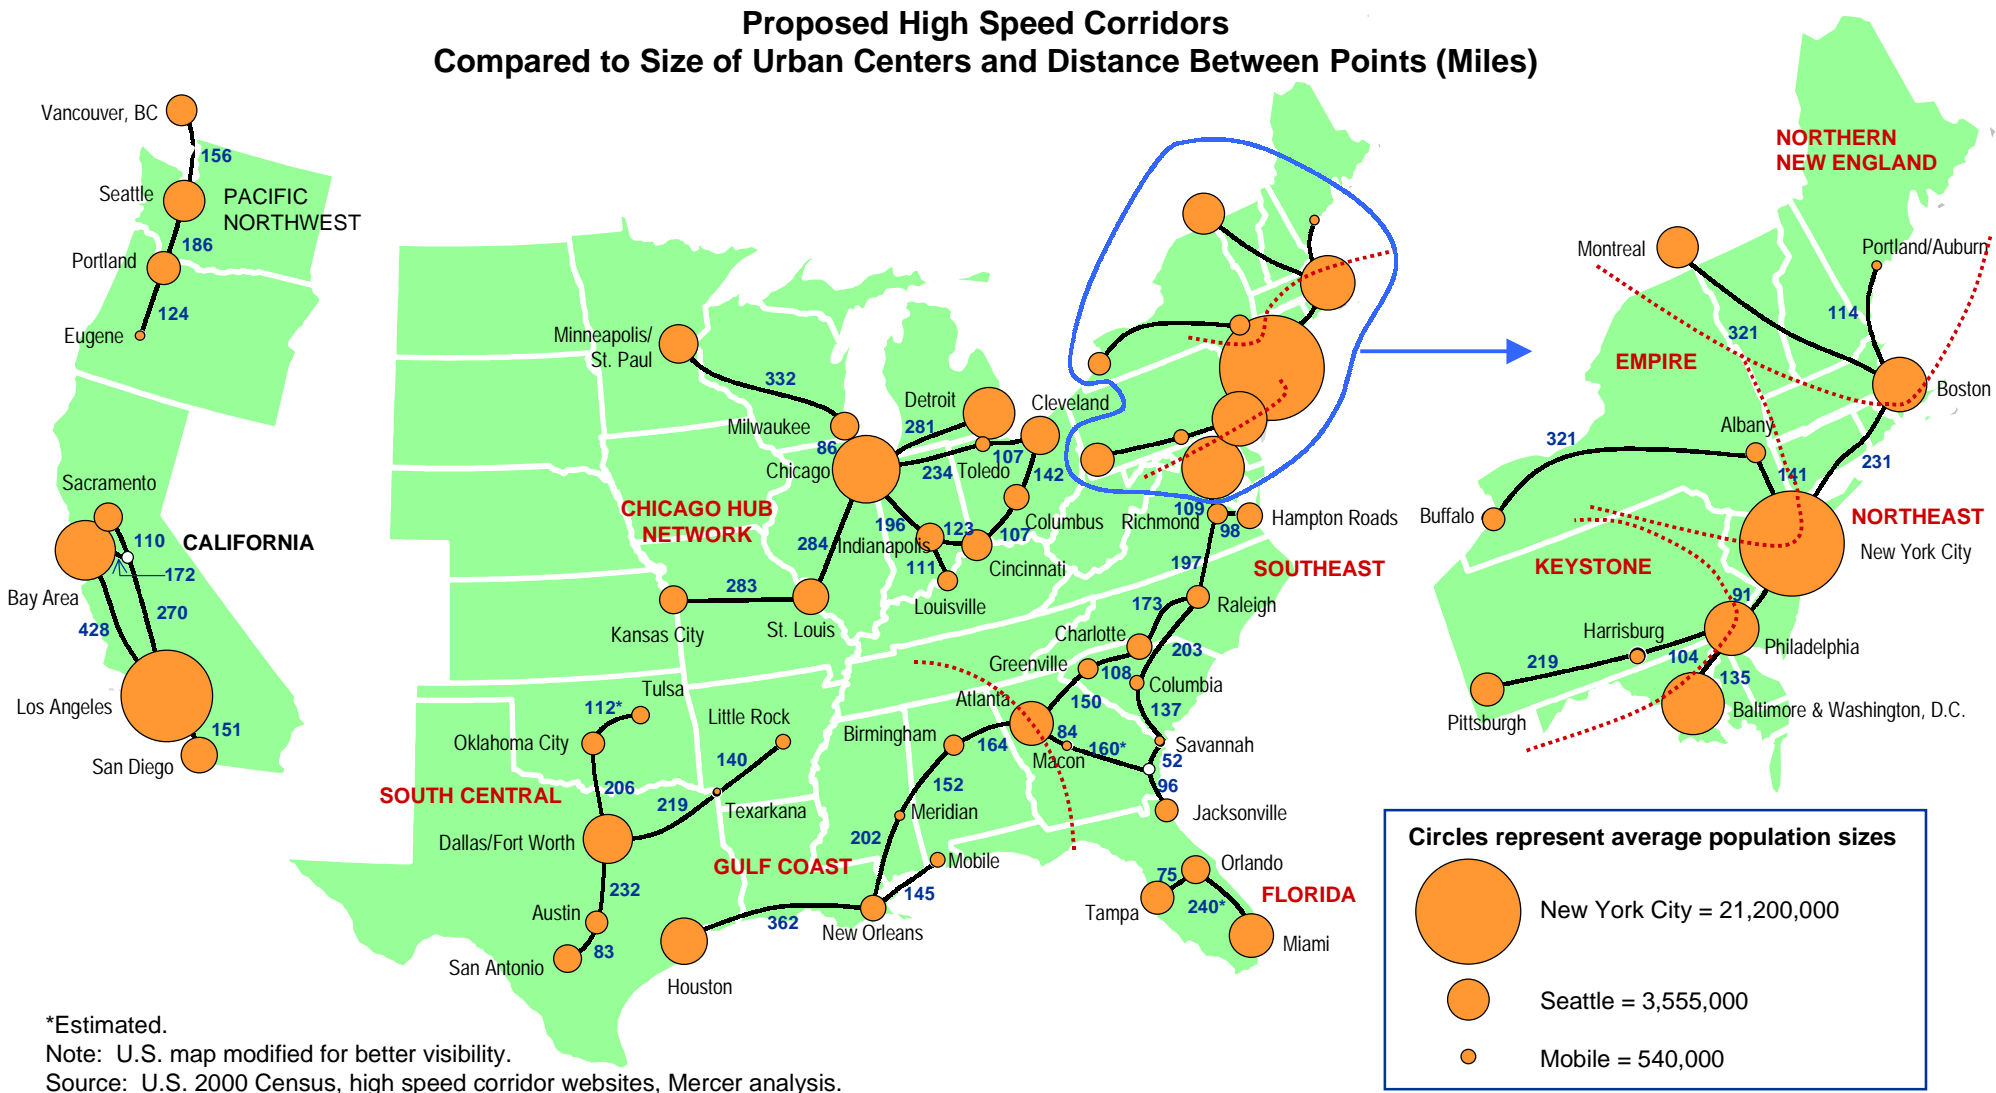 Proposed High Speed Corridors
Compared to Size of Urban Centers and Distance Between Points (Miles)
Vancouver, BC
156
Seattle
PACIFIC
NORTHWEST
186
Portland
124
Eugene
Sacramento
110
CALIFORNIA
172
Bay Area
270
428
Los Angeles
151
San Diego
Minneapolis/
St. Paul
332
Milwaukee
86
Chicago
Detroit
281
Cleveland
234
107
Toledo
142
CHICAGO HUB
NETWORK
196
123
Columbus
107
Indianapolis
284
Cincinnati
111
Louisville
283
Kansas City
St. Louis
109
Richmond
98
Hampton Roads
197
SOUTHEAST
173
Raleigh
Charlotte
203
Greenville
108
Columbia
Atlanta
150
137
84
160*
Savannah
Macon
52
96
Jacksonville
Birmingham
164
152
Meridian
202
Mobile
145
GULF COAST
New Orleans
362
Houston
Tulsa
112*
Little Rock
Oklahoma City
140
206
219
SOUTH CENTRAL
Texarkana
Dallas/Fort Worth
232
Austin
83
San Antonio
Orlando
75
FLORIDA
Tampa
240*
Miami
NORTHERN
NEW ENGLAND
Montreal
Portland/Auburn
114
321
EMPIRE
Boston
Albany
321
231
141
Buffalo
NORTHEAST
New York City
KEYSTONE
91
Harrisburg
Philadelphia
219
104
135
Pittsburgh
Baltimore & Washington, D.C.
Circles represent average population sizes
New York City = 21,200,000
Seattle = 3,555,000
Mobile = 540,000
*Estimated.
Note: U.S. map modified for better visibility.
Source: U.S. 2000 Census, high speed corridor websites, Mercer analysis.